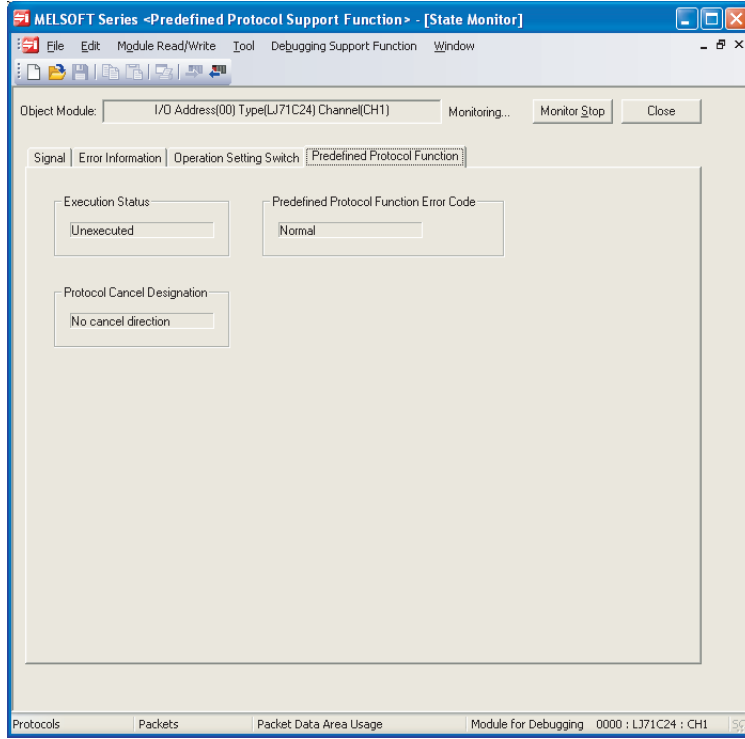 MELSOFT Series <Predefined Protocol Support Function> - [State Monitor]
File Edit Module Read/Write Tool Debugging Support Function Window
Object Module: I/O Address(00) Type(LJ71C24) Channel(CH1) Monitoring... Monitor Stop Close
Signal Error Information Operation Setting Switch Predefined Protocol Function
Execution Status Predefined Protocol Function Error Code
Unexecuted Normal
Protocol Cancel Designation
No cancel direction
Protocols Packets Packet Data Area Usage Module for Debugging 0000 : LJ71C24 : CH1